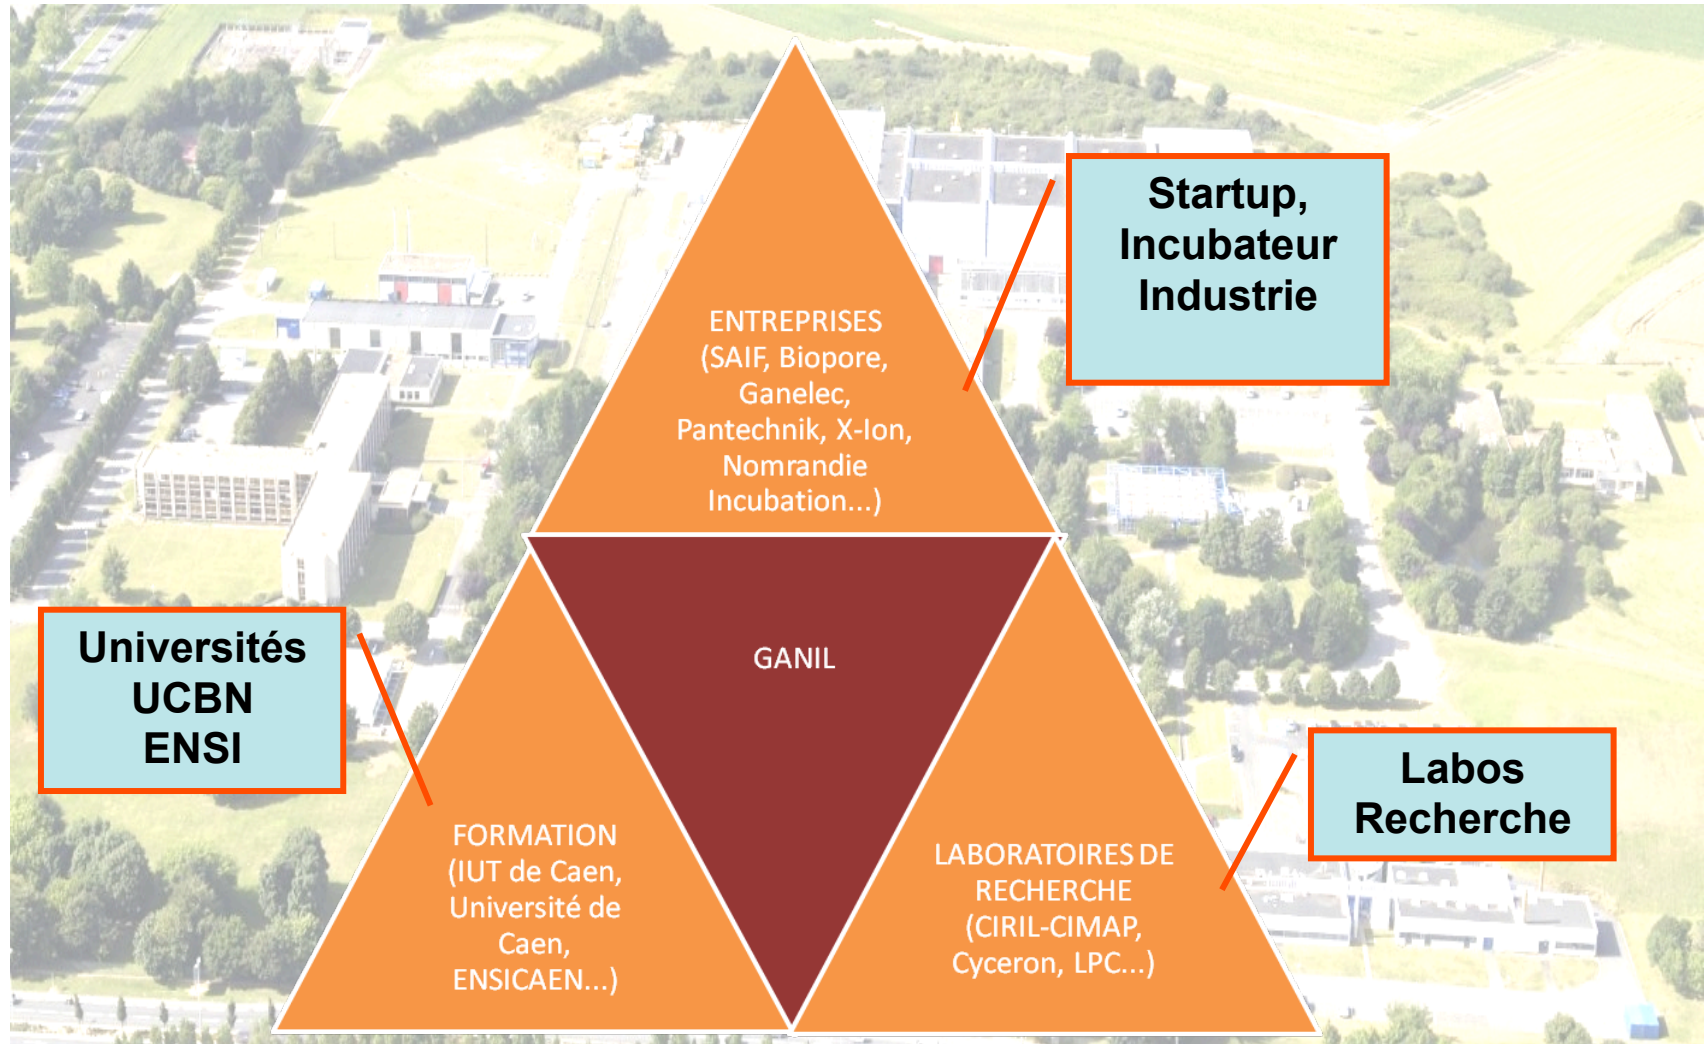 Startup,
Incubateur
Industrie
ENTREPRISES
(SAIF, Biopore,
Ganelec,
Pantechnik, X-Ion,
Nomrandie
Incubation...)
Universités
UCBN
ENSI
GANIL
FORMATION
(IUT de Caen,
Université de
Caen,
ENSICAEN...)
Labos
Recherche
LABORATOIRES DE
RECHERCHE
(CIRIL-CIMAP,
Cyceron, LPC...)